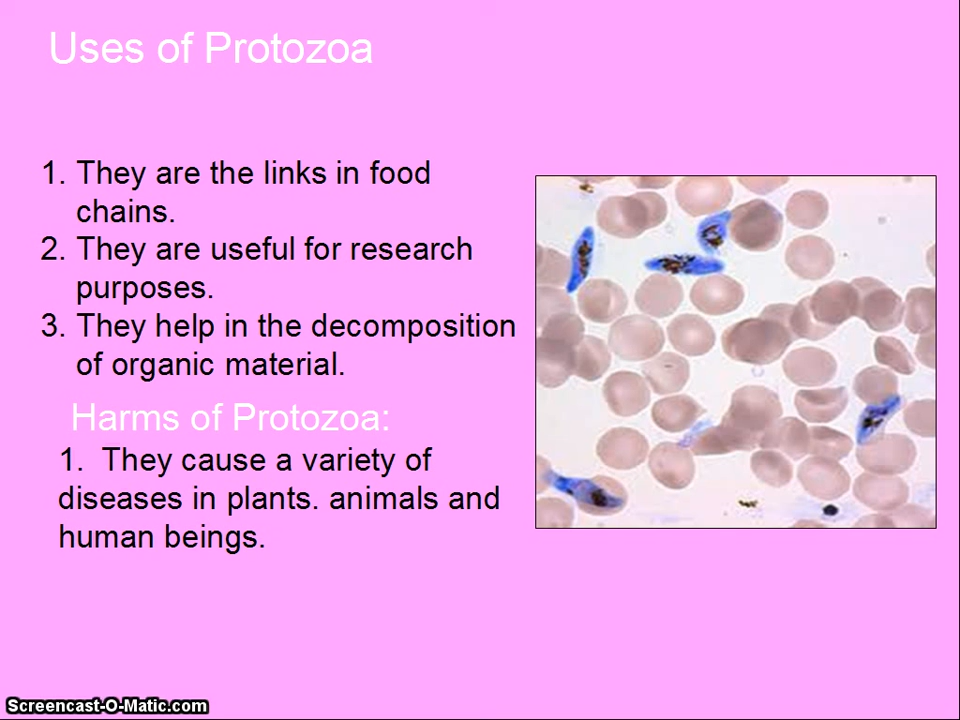 Uses of Protozoa
1. They are the links in food
chains.
2. They are useful for research
purposes.
3. They help in the decomposition
of organic material.
Harms of Protozoa:
1. They cause a variety of
diseases in plants. animals and
human beings.
Screencast-O-Matic.com